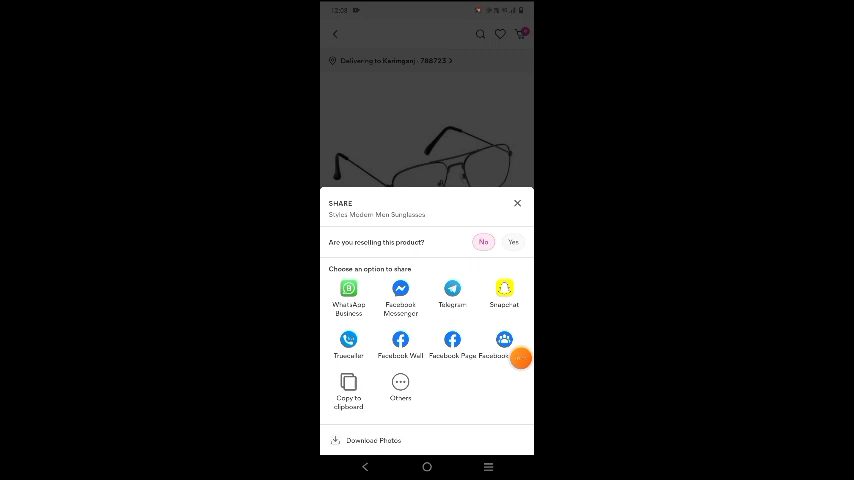 12:08
Delivering to Karimganj - 788723
SHARE
Styles Modern Men Sunglasses
Are you reselling this product?
No
Yes
Choose an option to share
WhatsApp Business
Facebook Messenger
Telegram
Snapchat
Truecaller
Facebook Wall
Facebook Page
Facebook
Copy to clipboard
Others
Download Photos